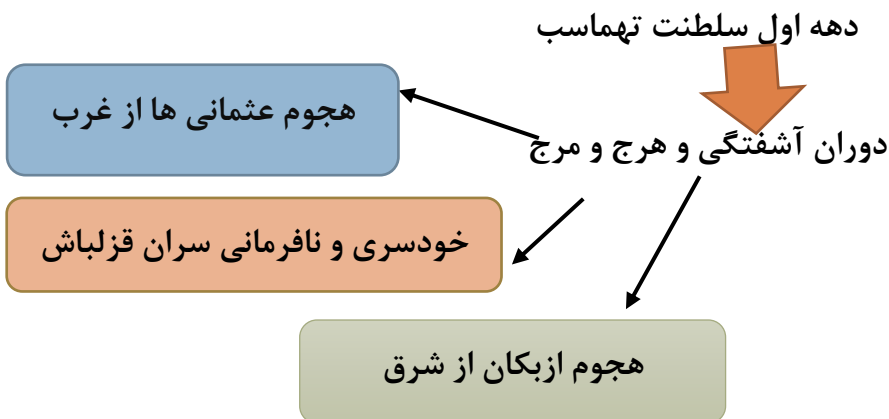 دهه اول سلطنت تهماسب
هجوم عثمانی ها از غرب
دوران آشفتگی و هرج و مرج
خودسری و نافرمانی سران قزلباش
هجوم ازبکان از شرق